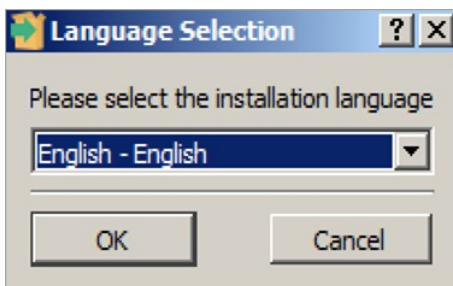 Language Selection
Please select the installation language
English - English
OK
Cancel